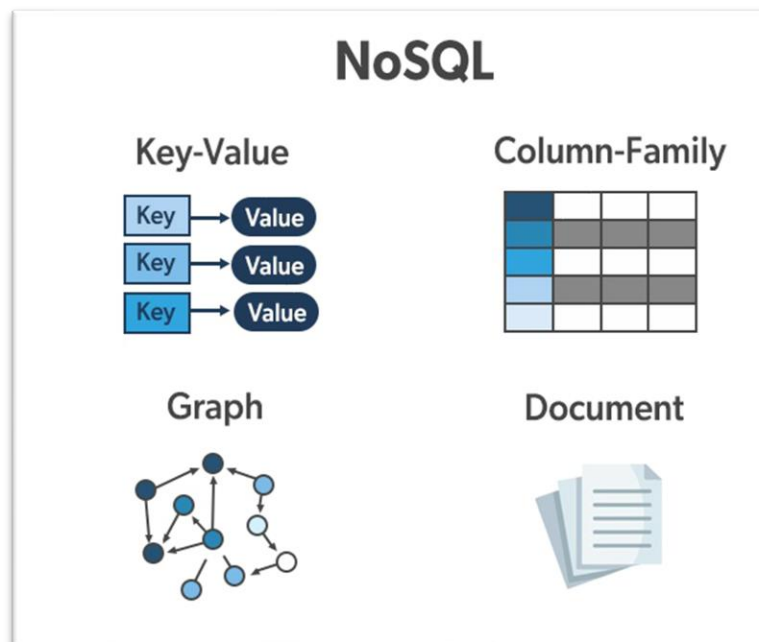 NoSQL
Key-Value
Key
Value
Key
Value
Key
Value
Column-Family
Graph
Document